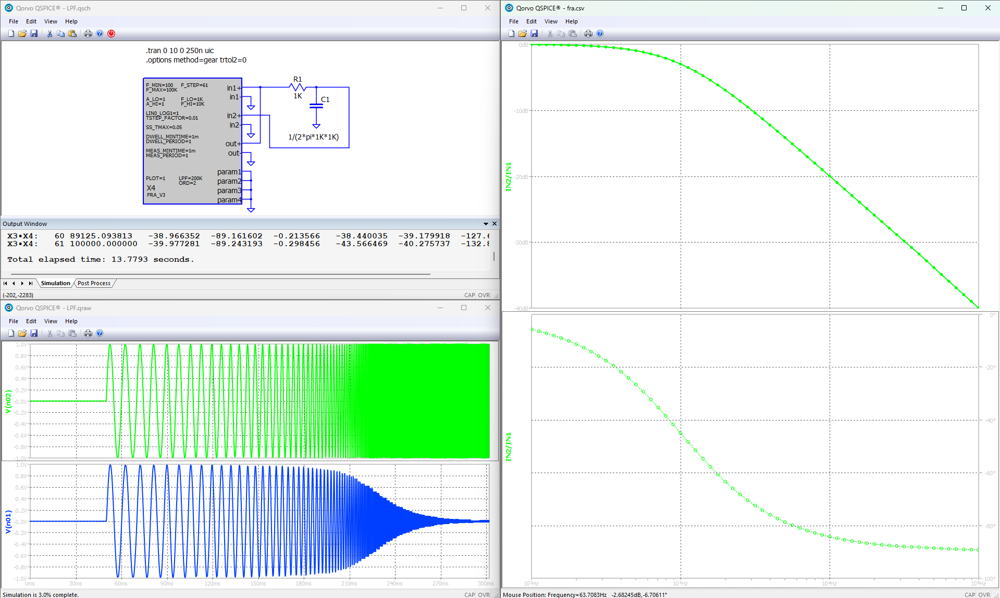 Qorvo QSPICE® - LPF.qsch
File Edit View Help
.tran 0 10 0 250n uic
.options method=gear trtol2=0
F_MIN=100 F_STEP=61
F_MAX=100K
A_LO=1 F_LO=1K
A_HI=1 F_HI=10K
LIN0_LOG1=1
TSTEP_FACTOR=0.01
SS_TMAX=0.05
DWELL_MINTIME=1m
DWELL_PERIOD=1
MEAS_MINTIME=1m
MEAS_PERIOD=1
PLOT=1 LPF=200K
ORD=2
X4
FRA_V3
in1+
in1-
in2+
in2-
out+
out-
param1
param2
param3
param4
R1
1K
C1
1/(2*pi*1K*1K)
Output Window
X3•X4: 60 89125.093813 -38.966352 -89.161602 -0.213566 -38.440035 -39.179918 -127.6
X3•X4: 61 100000.000000 -39.977281 -89.243193 -0.298456 -43.566469 -40.275737 -132.8
Total elapsed time: 13.7793 seconds.
Simulation Post Process
(-202,-2283) CAP OVR
Qorvo QSPICE® - LPF.qraw
File Edit View Help
V(n02)
1.0V
0.8V
0.6V
0.4V
0.2V
-0.0V
-0.2V
-0.4V
-0.6V
-0.8V
-1.0V
V(n01)
1.0V
0.8V
0.6V
0.4V
0.2V
-0.0V
-0.2V
-0.4V
-0.6V
-0.8V
-1.0V
0ms 30ms 60ms 90ms 120ms 150ms 180ms 210ms 240ms 270ms 300ms
Simulation is 3.0% complete. CAP OVR
Qorvo QSPICE® - fra.csv
File Edit View Help
IN2/IN1
0dB
-10dB
-20dB
-30dB
-40dB
IN2/IN1
0°
-20°
-40°
-60°
-80°
-100°
10²Hz 10³Hz 10⁴Hz 10⁵Hz
Mouse Position: Frequency=63.7083Hz -2.68245dB,-6.70611° CAP OVR